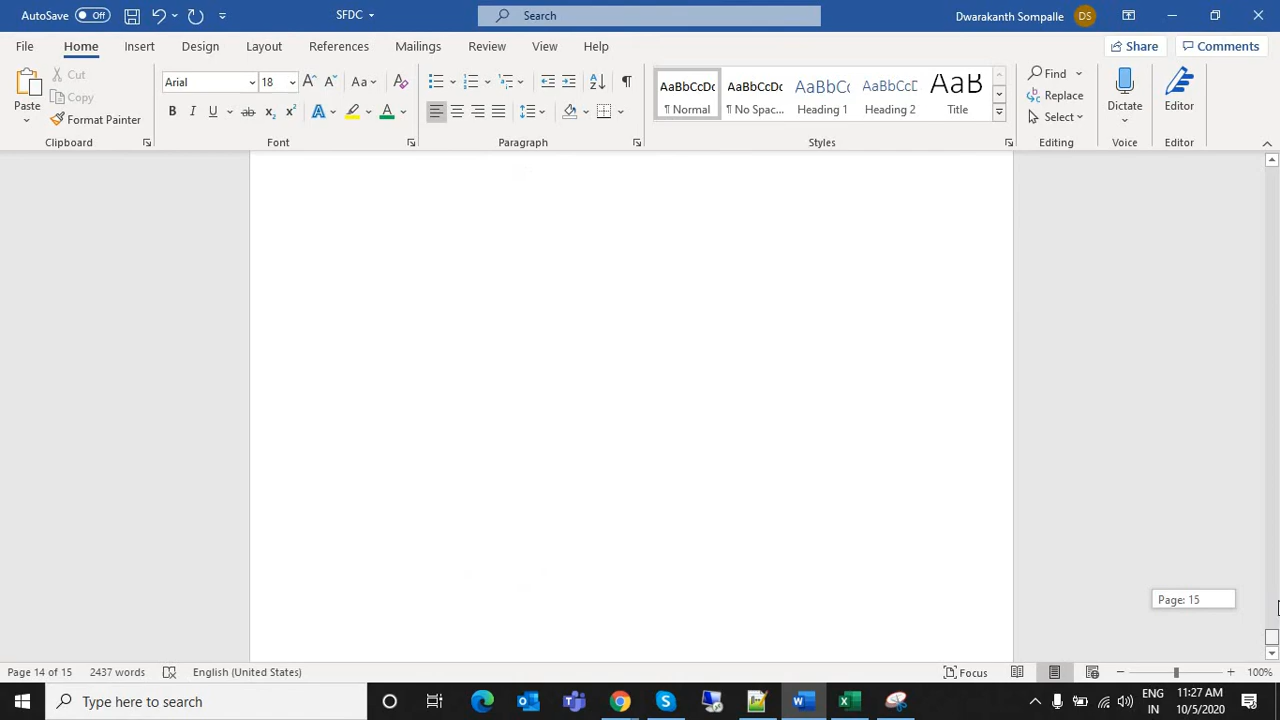 AutoSave Off SFDC Search Dwarakanth Sompalle DS
File Home Insert Design Layout References Mailings Review View Help Share Comments
Paste Cut Copy Format Painter
Arial 18 Aa
B I U ab x₂ x² A A
AaBbCcDc AaBbCcDc AaBbCc AaBbCcE AaB
¶ Normal ¶ No Spac... Heading 1 Heading 2 Title
Find Replace Select
Dictate Editor
Clipboard Font Paragraph Styles Editing Voice Editor
Page: 15
Page 14 of 15 2437 words English (United States) Focus 100%
Type here to search ENG IN 11:27 AM 10/5/2020